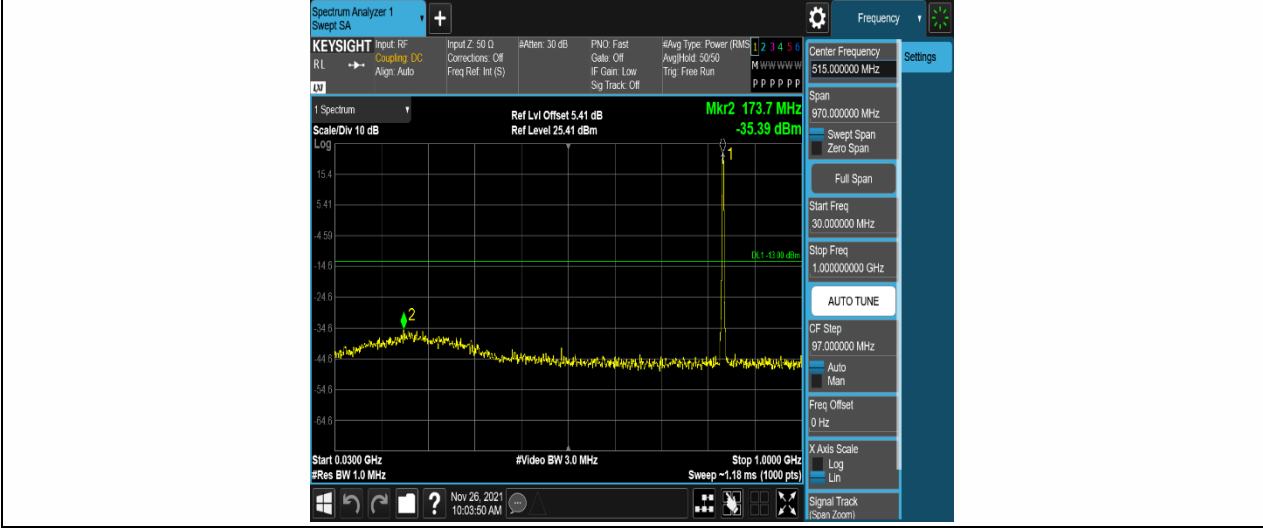 Spectrum Analyzer 1
Swept SA
+
Frequency
KEYSIGHT
RL
LXI
Input: RF
Coupling: DC
Align: Auto
Input Z: 50 Ω
Corrections: Off
Freq Ref: Int (S)
#Atten: 30 dB
PNO: Fast
Gate: Off
IF Gain: Low
Sig Track: Off
#Avg Type: Power (RMS
Avg|Hold: 50/50
Trig: Free Run
1 2 3 4 5 6
M W W W W W
P P P P P P
1 Spectrum
Scale/Div 10 dB
Log
Ref Lvl Offset 5.41 dB
Ref Level 25.41 dBm
Mkr2 173.7 MHz
-35.39 dBm
15.4
5.41
-4.59
-14.6
-24.6
-34.6
-44.6
-54.6
-64.6
1
DL1 -13.00 dBm
2
Start 0.0300 GHz
#Res BW 1.0 MHz
#Video BW 3.0 MHz
Stop 1.0000 GHz
Sweep ~1.18 ms (1000 pts)
?
Nov 26, 2021
10:03:50 AM
Center Frequency
515.000000 MHz
Settings
Span
970.000000 MHz
Swept Span
Zero Span
Full Span
Start Freq
30.000000 MHz
Stop Freq
1.000000000 GHz
AUTO TUNE
CF Step
97.000000 MHz
Auto
Man
Freq Offset
0 Hz
X Axis Scale
Log
Lin
Signal Track
(Span Zoom)